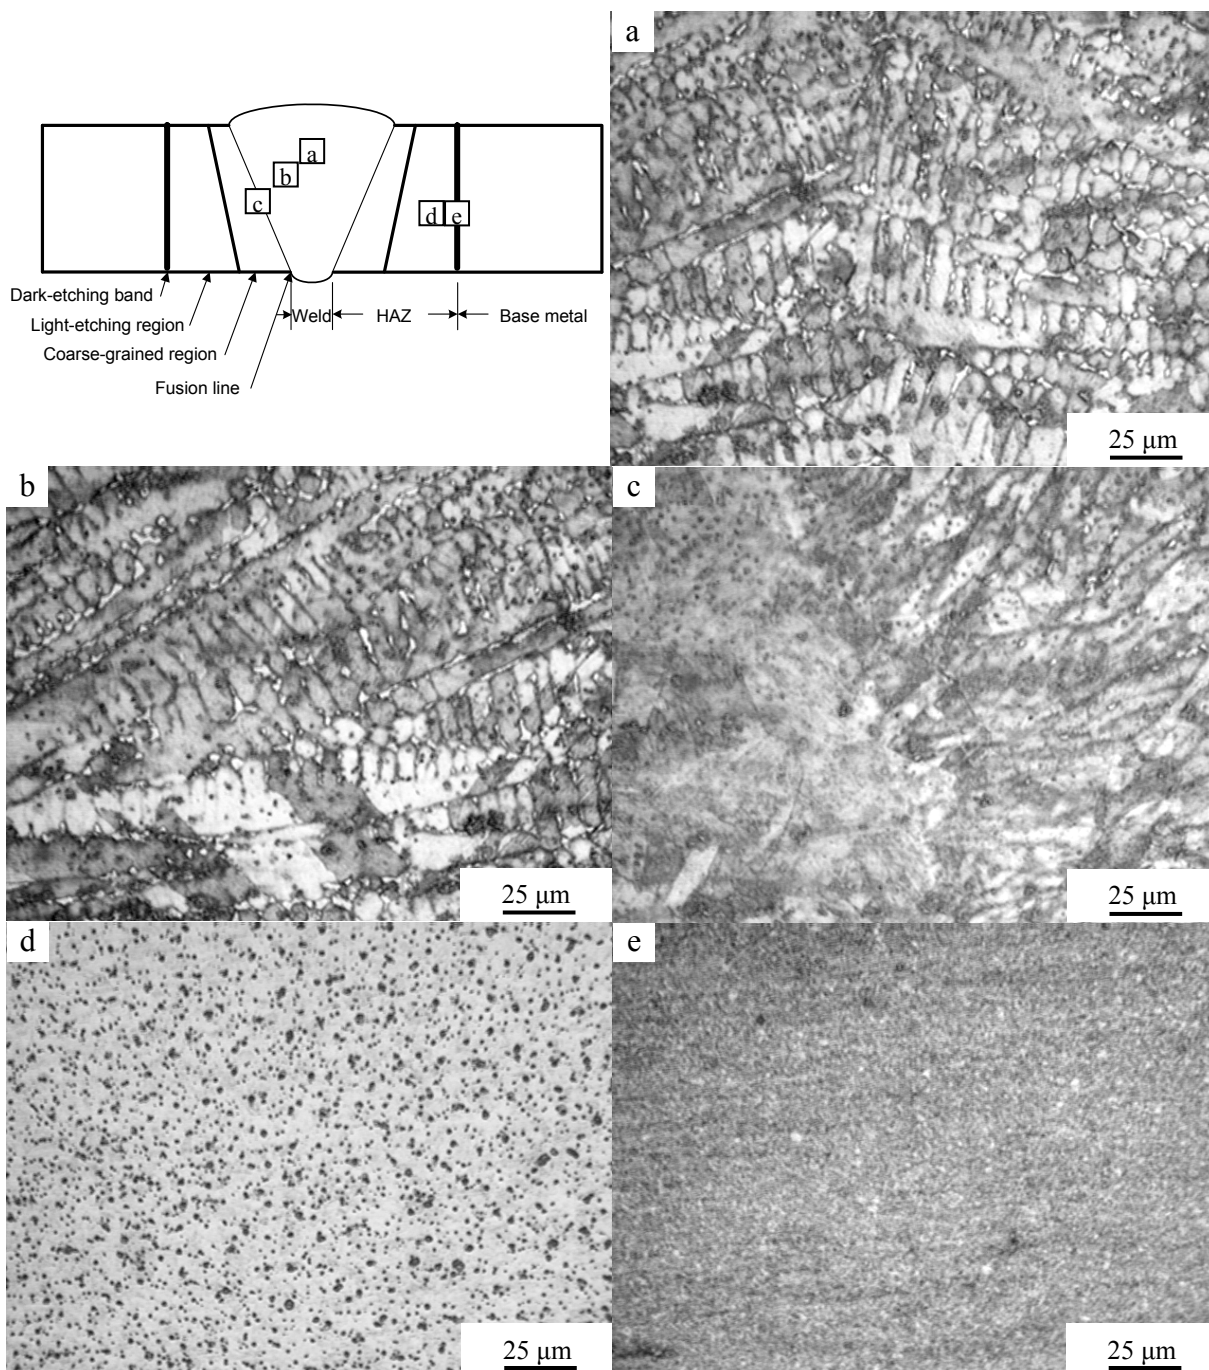 a
a
b
c
d e
Dark-etching band
Weld HAZ Base metal
Light-etching region
Coarse-grained region
Fusion line
25 μm
b
25 μm
c
25 μm
d
25 μm
e
25 μm